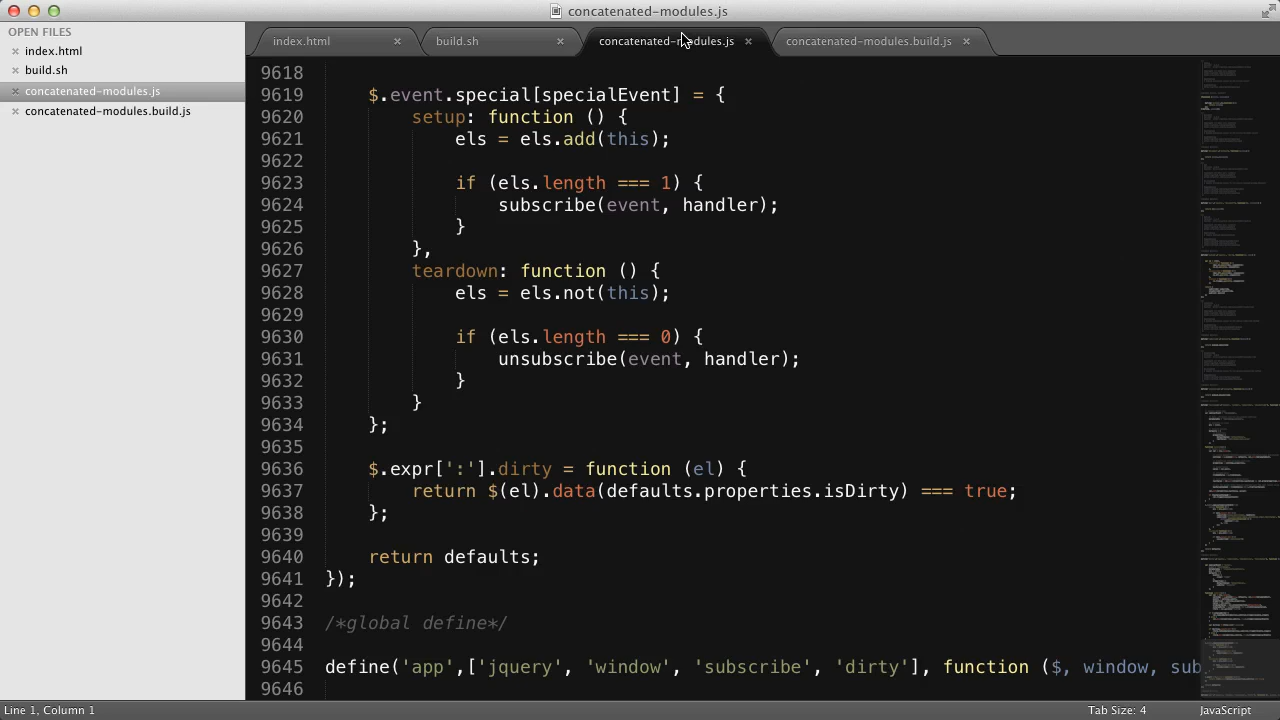 concatenated-modules.js
OPEN FILES
index.html
build.sh
concatenated-modules.js
concatenated-modules.build.js
index.html
build.sh
concatenated-modules.js
concatenated-modules.build.js
9618
9619 $.event.special[specialEvent] = {
9620 setup: function () {
9621 els = els.add(this);
9622
9623 if (els.length === 1) {
9624 subscribe(event, handler);
9625 }
9626 },
9627 teardown: function () {
9628 els = els.not(this);
9629
9630 if (els.length === 0) {
9631 unsubscribe(event, handler);
9632 }
9633 }
9634 };
9635
9636 $.expr[':'].dirty = function (el) {
9637 return $(el).data(defaults.properties.isDirty) === true;
9638 };
9639
9640 return defaults;
9641 });
9642
9643 /*global define*/
9644
9645 define('app',['jquery', 'window', 'subscribe', 'dirty'], function ($, window, sub
9646
Line 1, Column 1
Tab Size: 4
JavaScript